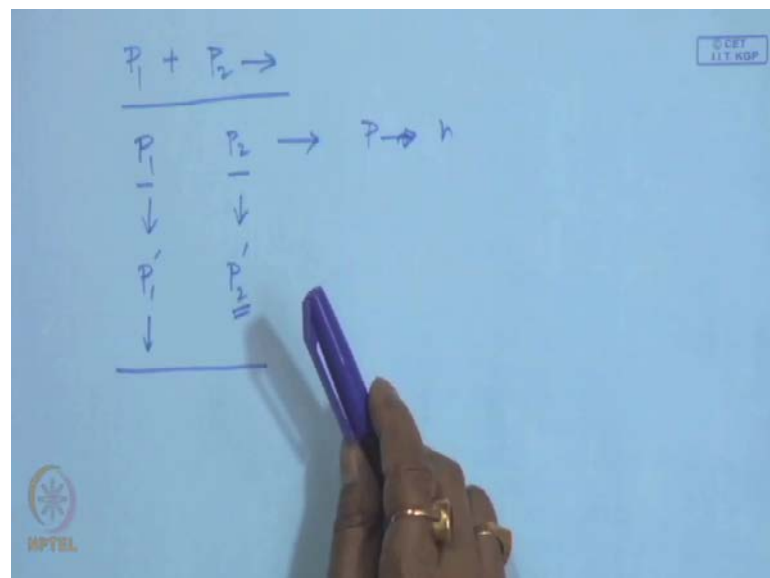 P₁ + P₂ →
P₁ P₂ → P → n
↓ ↓
P₁' P₂'
↓
© CET
I I T KGP
NPTEL